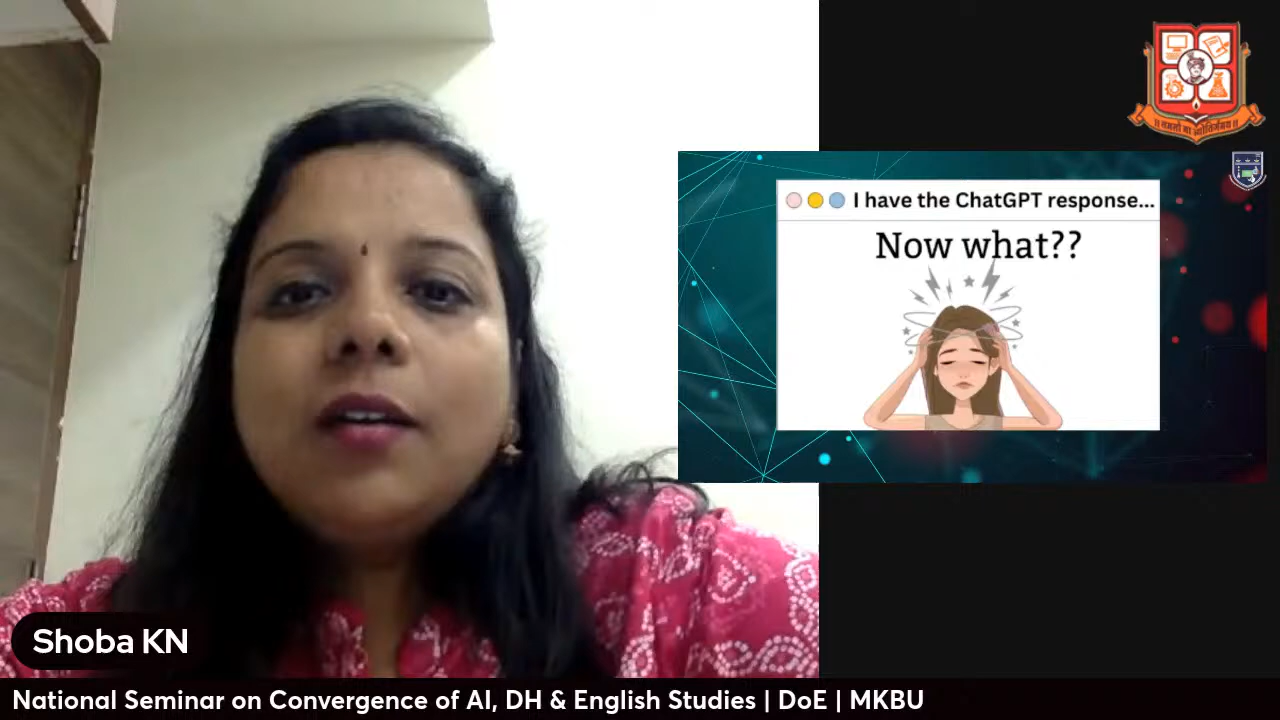 I have the ChatGPT response...
Now what??
Shoba KN
National Seminar on Convergence of AI, DH & English Studies | DoE | MKBU